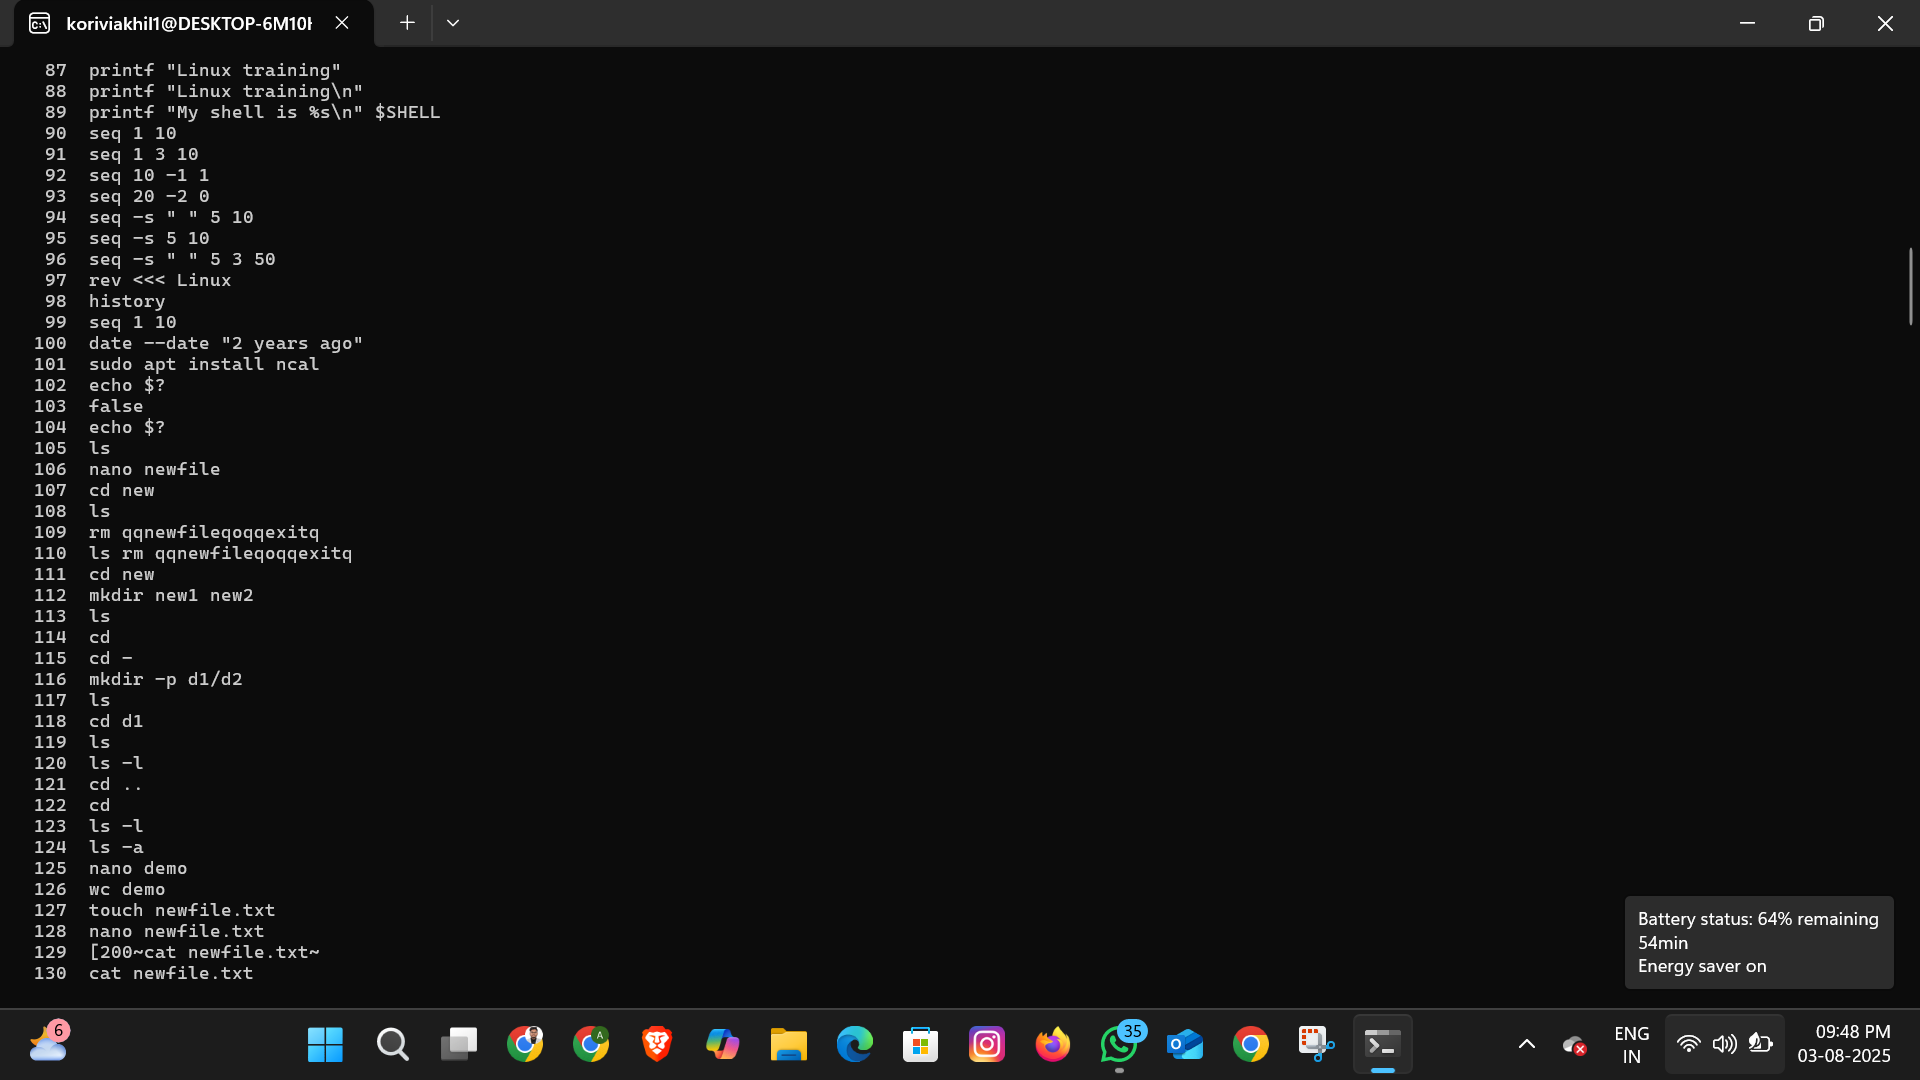 koriviakhil1@DESKTOP-6M10H
87 printf "Linux training"
88 printf "Linux training\n"
89 printf "My shell is %s\n" $SHELL
90 seq 1 10
91 seq 1 3 10
92 seq 10 -1 1
93 seq 20 -2 0
94 seq -s " " 5 10
95 seq -s 5 10
96 seq -s " " 5 3 50
97 rev <<< Linux
98 history
99 seq 1 10
100 date --date "2 years ago"
101 sudo apt install ncal
102 echo $?
103 false
104 echo $?
105 ls
106 nano newfile
107 cd new
108 ls
109 rm qqnewfileqoqqexitq
110 ls rm qqnewfileqoqqexitq
111 cd new
112 mkdir new1 new2
113 ls
114 cd
115 cd -
116 mkdir -p d1/d2
117 ls
118 cd d1
119 ls
120 ls -l
121 cd ..
122 cd
123 ls -l
124 ls -a
125 nano demo
126 wc demo
127 touch newfile.txt
128 nano newfile.txt
129 [200~cat newfile.txt~
130 cat newfile.txt
Battery status: 64% remaining
54min
Energy saver on
6
A
35
ENG
IN
09:48 PM
03-08-2025